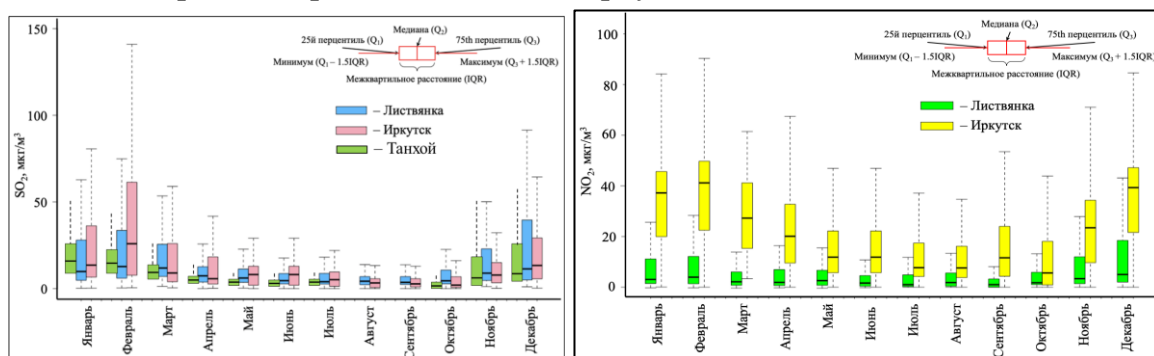 150
100
50
0
SO₂, мкг/м³
Медиана (Q₂)
25й перцентиль (Q₁)
75th перцентиль (Q₃)
Минимум (Q₁ – 1.5IQR)
Максимум (Q₃ + 1.5IQR)
Межквартильное расстояние (IQR)
– Листвянка
– Иркутск
– Танхой
Январь
Февраль
Март
Апрель
Май
Июнь
Июль
Август
Сентябрь
Октябрь
Ноябрь
Декабрь
100
80
60
40
20
0
NO₂, мкг/м³
Медиана (Q₂)
25й перцентиль (Q₁)
75th перцентиль (Q₃)
Минимум (Q₁ – 1.5IQR)
Максимум (Q₃ + 1.5IQR)
Межквартильное расстояние (IQR)
– Листвянка
– Иркутск
Январь
Февраль
Март
Апрель
Май
Июнь
Июль
Август
Сентябрь
Октябрь
Ноябрь
Декабрь